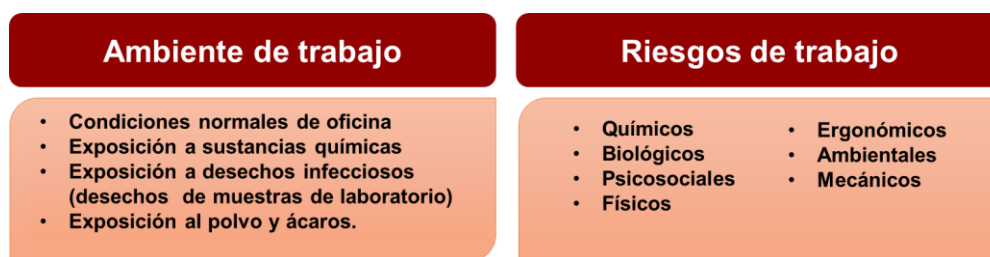 Ambiente de trabajo
• Condiciones normales de oficina
• Exposición a sustancias químicas
• Exposición a desechos infecciosos
(desechos de muestras de laboratorio)
• Exposición al polvo y ácaros.
Riesgos de trabajo
• Químicos
• Biológicos
• Psicosociales
• Físicos
• Ergonómicos
• Ambientales
• Mecánicos